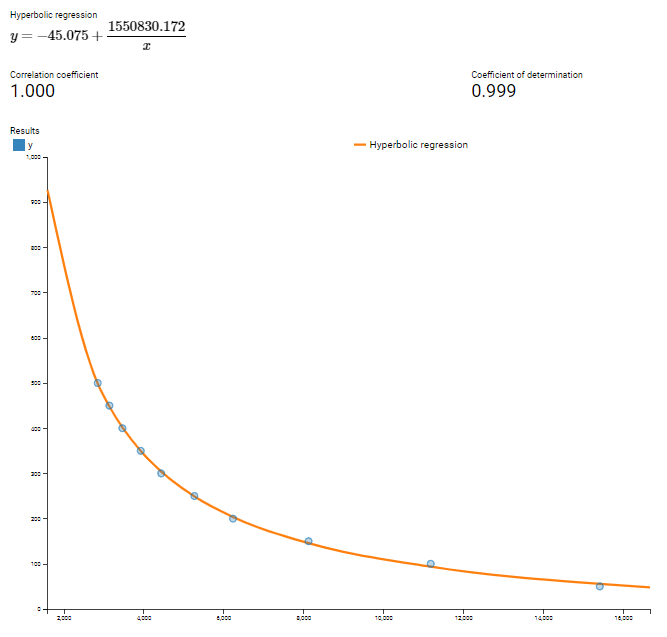 Hyperbolic regression
y = −45.075 + 1550830.172 / x
Correlation coefficient Coefficient of determination
1.000 0.999
Results
y Hyperbolic regression
1,000
900
800
700
600
500
400
300
200
100
0
2,000 4,000 6,000 8,000 10,000 12,000 14,000 16,000